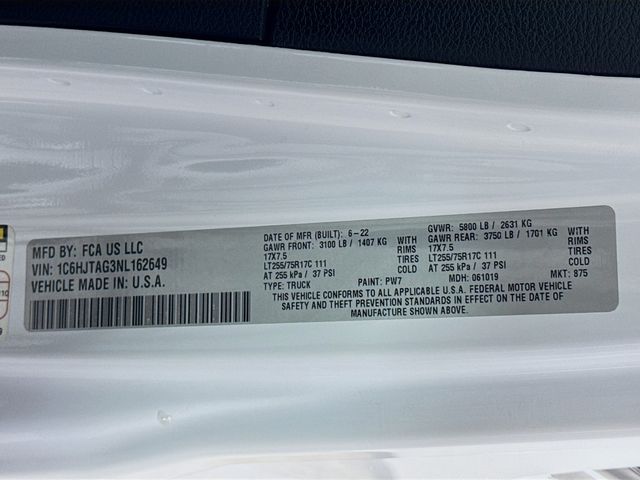 MFD BY: FCA US LLC
VIN: 1C6HJTAG3NL162649
VEHICLE MADE IN: U.S.A.
DATE OF MFR (BUILT): 6-22
GAWR FRONT: 3100 LB / 1407 KG WITH
17X7.5 RIMS
LT255/75R17C 111 TIRES
AT 255 kPa / 37 PSI COLD
TYPE: TRUCK PAINT: PW7
GVWR: 5800 LB / 2631 KG
GAWR REAR: 3750 LB / 1701 KG WITH
17X7.5 RIMS
LT255/75R17C 111 TIRES
AT 255 kPa / 37 PSI COLD
MDH: 061019 MKT: 875
THIS VEHICLE CONFORMS TO ALL APPLICABLE U.S.A. FEDERAL MOTOR VEHICLE
SAFETY AND THEFT PREVENTION STANDARDS IN EFFECT ON THE DATE OF
MANUFACTURE SHOWN ABOVE.